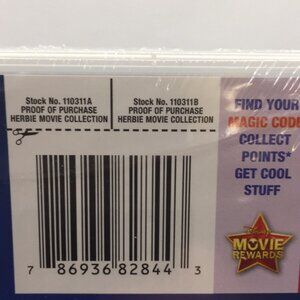 Stock No. 110311A
PROOF OF PURCHASE
HERBIE MOVIE COLLECTION
Stock No. 110311B
PROOF OF PURCHASE
HERBIE MOVIE COLLECTION
FIND YOUR
MAGIC CODE
COLLECT
POINTS*
GET COOL
STUFF
7 86936 82844 3
Disney
MOVIE
REWARDS